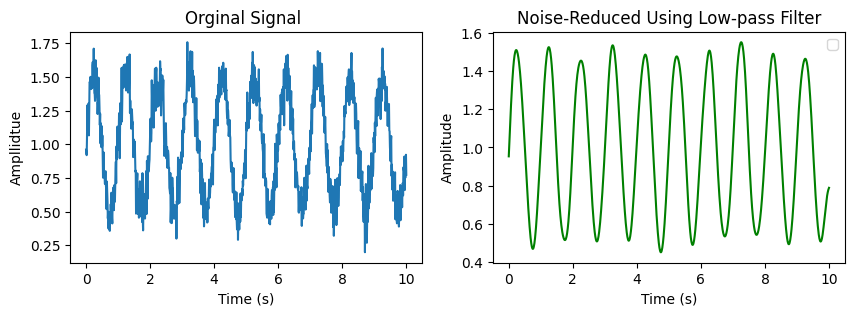 Orginal Signal
Ampliidtue
1.75
1.50
1.25
1.00
0.75
0.50
0.25
0 2 4 6 8 10
Time (s)
Noise-Reduced Using Low-pass Filter
Amplitude
1.6
1.4
1.2
1.0
0.8
0.6
0.4
0 2 4 6 8 10
Time (s)